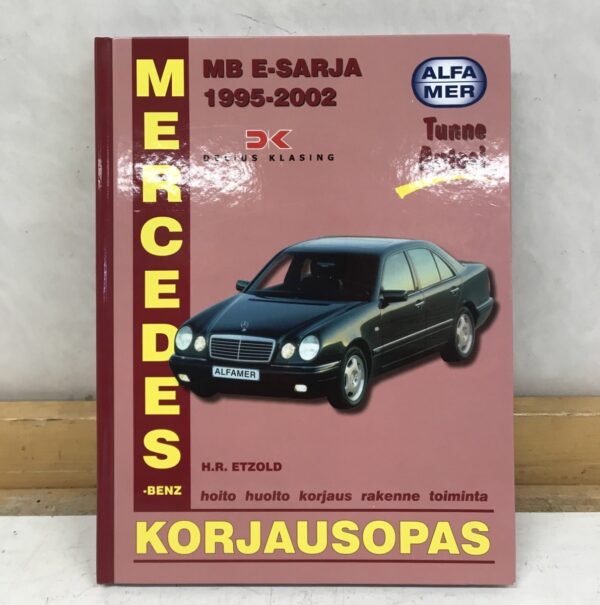 MERCEDES
-BENZ
MB E-SARJA
1995-2002
ALFA
MER
Tunne
DK
DELIUS KLASING
ALFAMER
H.R. ETZOLD
hoito huolto korjaus rakenne toiminta
KORJAUSOPAS